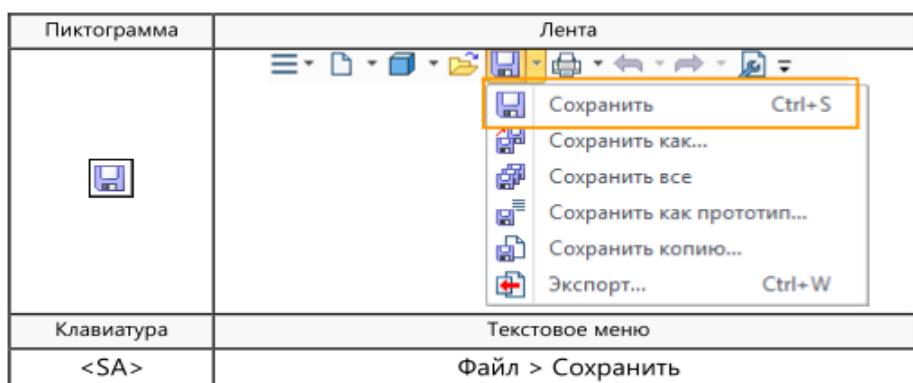 Пиктограмма Лента
Сохранить Ctrl+S
Сохранить как...
Сохранить все
Сохранить как прототип...
Сохранить копию...
Экспорт... Ctrl+W
Клавиатура Текстовое меню
<SA> Файл > Сохранить